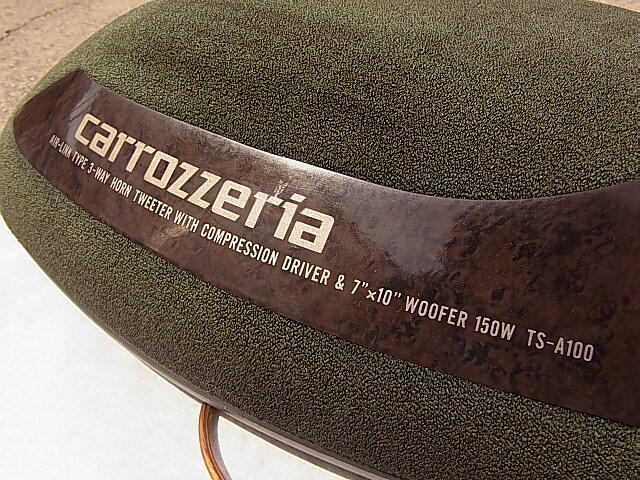 carrozzeria
AIR-LINK TYPE 3-WAY HORN TWEETER WITH COMPRESSION DRIVER & 7"×10" WOOFER 150W TS-A100